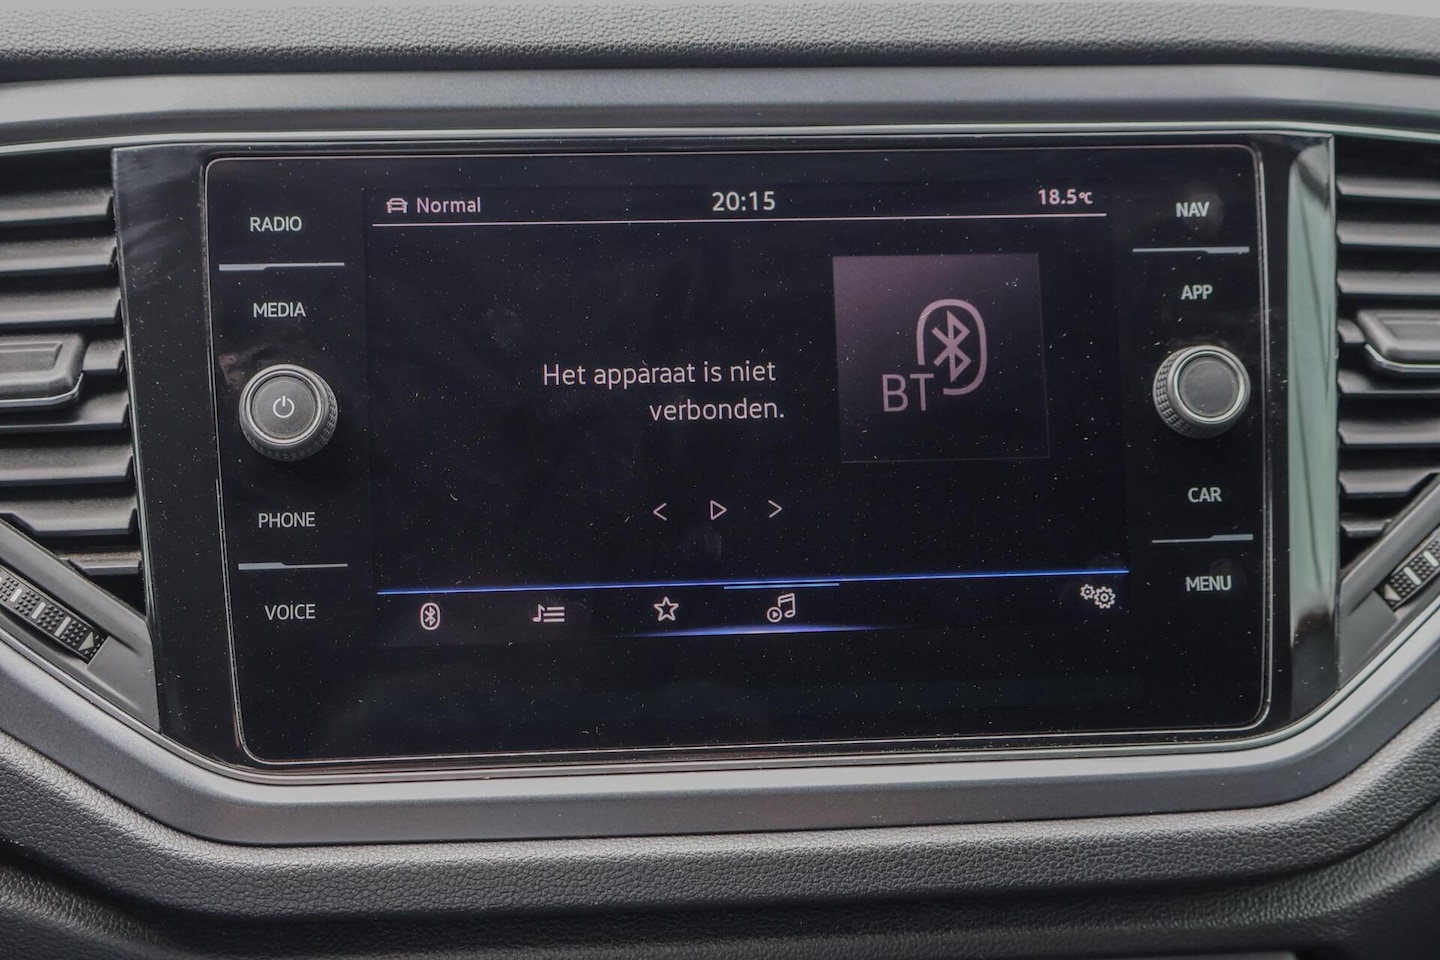 Normal
20:15
18.5°C
RADIO
MEDIA
PHONE
VOICE
Het apparaat is niet
verbonden.
BT
NAV
APP
CAR
MENU